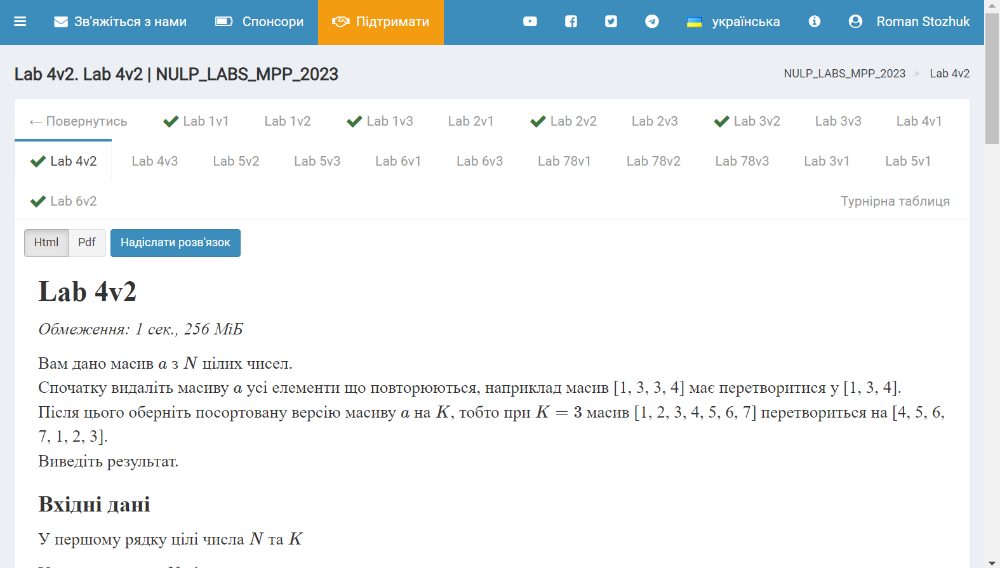 Зв'яжіться з нами Спонсори Підтримати українська Roman Stozhuk
Lab 4v2. Lab 4v2 | NULP_LABS_MPP_2023 NULP_LABS_MPP_2023 > Lab 4v2
← Повернутись Lab 1v1 Lab 1v2 Lab 1v3 Lab 2v1 Lab 2v2 Lab 2v3 Lab 3v2 Lab 3v3 Lab 4v1
Lab 4v2 Lab 4v3 Lab 5v2 Lab 5v3 Lab 6v1 Lab 6v3 Lab 78v1 Lab 78v2 Lab 78v3 Lab 3v1 Lab 5v1
Lab 6v2 Турнірна таблиця
Html Pdf Надіслати розв'язок
Lab 4v2
Обмеження: 1 сек., 256 МіБ
Вам дано масив a з N цілих чисел.
Спочатку видаліть масиву a усі елементи що повторюються, наприклад масив [1, 3, 3, 4] має перетворитися у [1, 3, 4].
Після цього оберніть посортовану версію масиву a на K, тобто при K = 3 масив [1, 2, 3, 4, 5, 6, 7] перетвориться на [4, 5, 6,
7, 1, 2, 3].
Виведіть результат.
Вхідні дані
У першому рядку цілі числа N та K